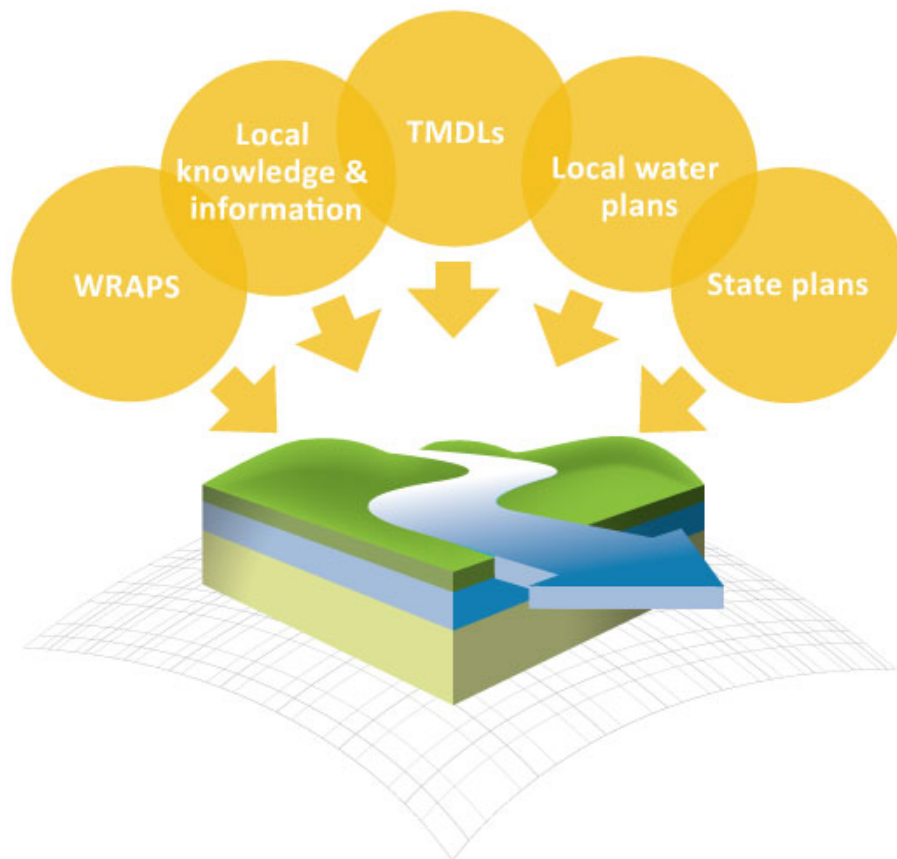 WRAPS
Local
knowledge &
information
TMDLs
Local water
plans
State plans